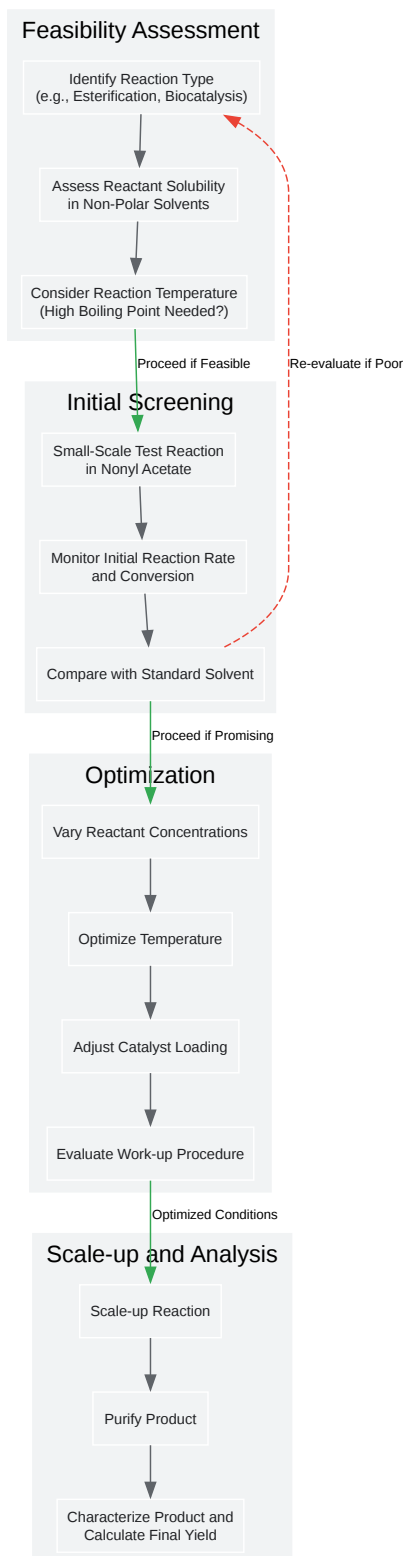 Feasibility Assessment
Identify Reaction Type
(e.g., Esterification, Biocatalysis)
Assess Reactant Solubility
in Non-Polar Solvents
Consider Reaction Temperature
(High Boiling Point Needed?)
Proceed if Feasible
Re-evaluate if Poor
Initial Screening
Small-Scale Test Reaction
in Nonyl Acetate
Monitor Initial Reaction Rate
and Conversion
Compare with Standard Solvent
Proceed if Promising
Optimization
Vary Reactant Concentrations
Optimize Temperature
Adjust Catalyst Loading
Evaluate Work-up Procedure
Optimized Conditions
Scale-up and Analysis
Scale-up Reaction
Purify Product
Characterize Product and
Calculate Final Yield